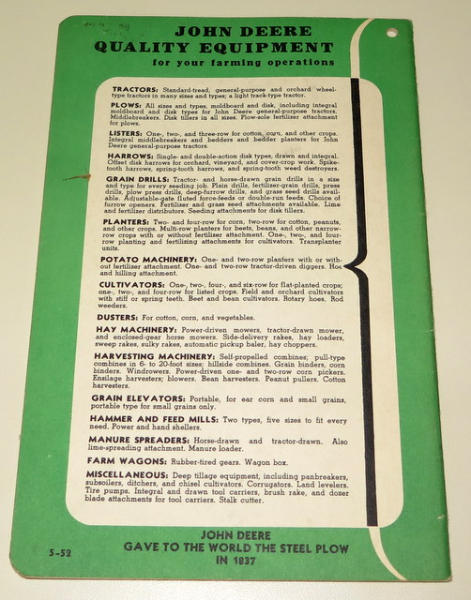 JOHN DEERE
QUALITY EQUIPMENT
for your farming operations
TRACTORS: Standard-tread, general-purpose and orchard wheel-
type tractors in many sizes and types; a light track-type tractor.
PLOWS: All sizes and types, moldboard and disk, including integral
moldboard and disk types for John Deere general-purpose tractors.
Middlebreakers. Disk tillers in all sizes. Plow-sole fertilizer attachment
for plows.
LISTERS: One-, two-, and three-row for cotton, corn, and other crops.
Integral middlebreakers and bedders and bedder planters for John
Deere general-purpose tractors.
HARROWS: Single- and double-action disk types, drawn and integral.
Offset disk harrows for orchard, vineyard, and cover-crop work. Spike-
tooth harrows, spring-tooth harrows, and spring-tooth weed destroyers.
GRAIN DRILLS: Tractor- and horse-drawn grain drills in a size
and type for every seeding job. Plain drills, fertilizer-grain drills, press
drills, plow press drills, deep-furrow drills, and grass seed drills avail-
able. Adjustable-gate fluted force-feeds or double-run feeds. Choice of
furrow openers. Fertilizer and grass seed attachments available. Lime
and fertilizer distributors. Seeding attachments for disk tillers.
PLANTERS: Two- and four-row for corn, two-row for cotton, peanuts,
and other crops. Multi-row planters for beets, beans, and other narrow-
row crops with or without fertilizer attachment. One-, two-, and four-
row planting and fertilizing attachments for cultivators. Transplanter
units.
POTATO MACHINERY: One- and two-row planters with or with-
out fertilizer attachment. One- and two-row tractor-driven diggers. Hoe
and hilling attachment.
CULTIVATORS: One-, two-, four-, and six-row for flat-planted crops;
one-, two-, and four-row for listed crops. Field and orchard cultivators
with stiff or spring teeth. Beet and bean cultivators. Rotary hoes. Rod
weeders.
DUSTERS: For cotton, corn, and vegetables.
HAY MACHINERY: Power-driven mowers, tractor-drawn mower,
and enclosed-gear horse mowers. Side-delivery rakes, hay loaders,
sweep rakes, sulky rakes, automatic pickup baler, hay choppers.
HARVESTING MACHINERY: Self-propelled combines; pull-type
combines in 6- to 20-foot sizes; hillside combines. Grain binders, corn
binders. Windrowers. Power-driven one- and two-row corn pickers.
Ensilage harvesters; blowers. Bean harvesters. Peanut pullers. Cotton
harvesters.
GRAIN ELEVATORS: Portable, for ear corn and small grains,
portable type for small grains only.
HAMMER AND FEED MILLS: Two types, five sizes to fit every
need. Power and hand shellers.
MANURE SPREADERS: Horse-drawn and tractor-drawn. Also
lime-spreading attachment. Manure loader.
FARM WAGONS: Rubber-tired gears. Wagon box.
MISCELLANEOUS: Deep tillage equipment, including panbreakers,
subsoilers, ditchers, and chisel cultivators. Corrugators. Land levelers.
Tire pumps. Integral and drawn tool carriers, brush rake, and dozer
blade attachments for tool carriers. Stalk cutter.
JOHN DEERE
GAVE TO THE WORLD THE STEEL PLOW
IN 1837
5-52